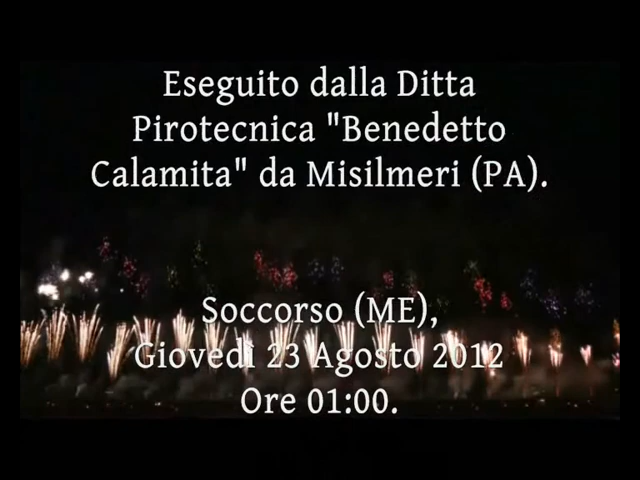 Eseguito dalla Ditta
Pirotecnica "Benedetto
Calamita" da Misilmeri (PA).
Soccorso (ME),
Giovedì 23 Agosto 2012
Ore 01:00.